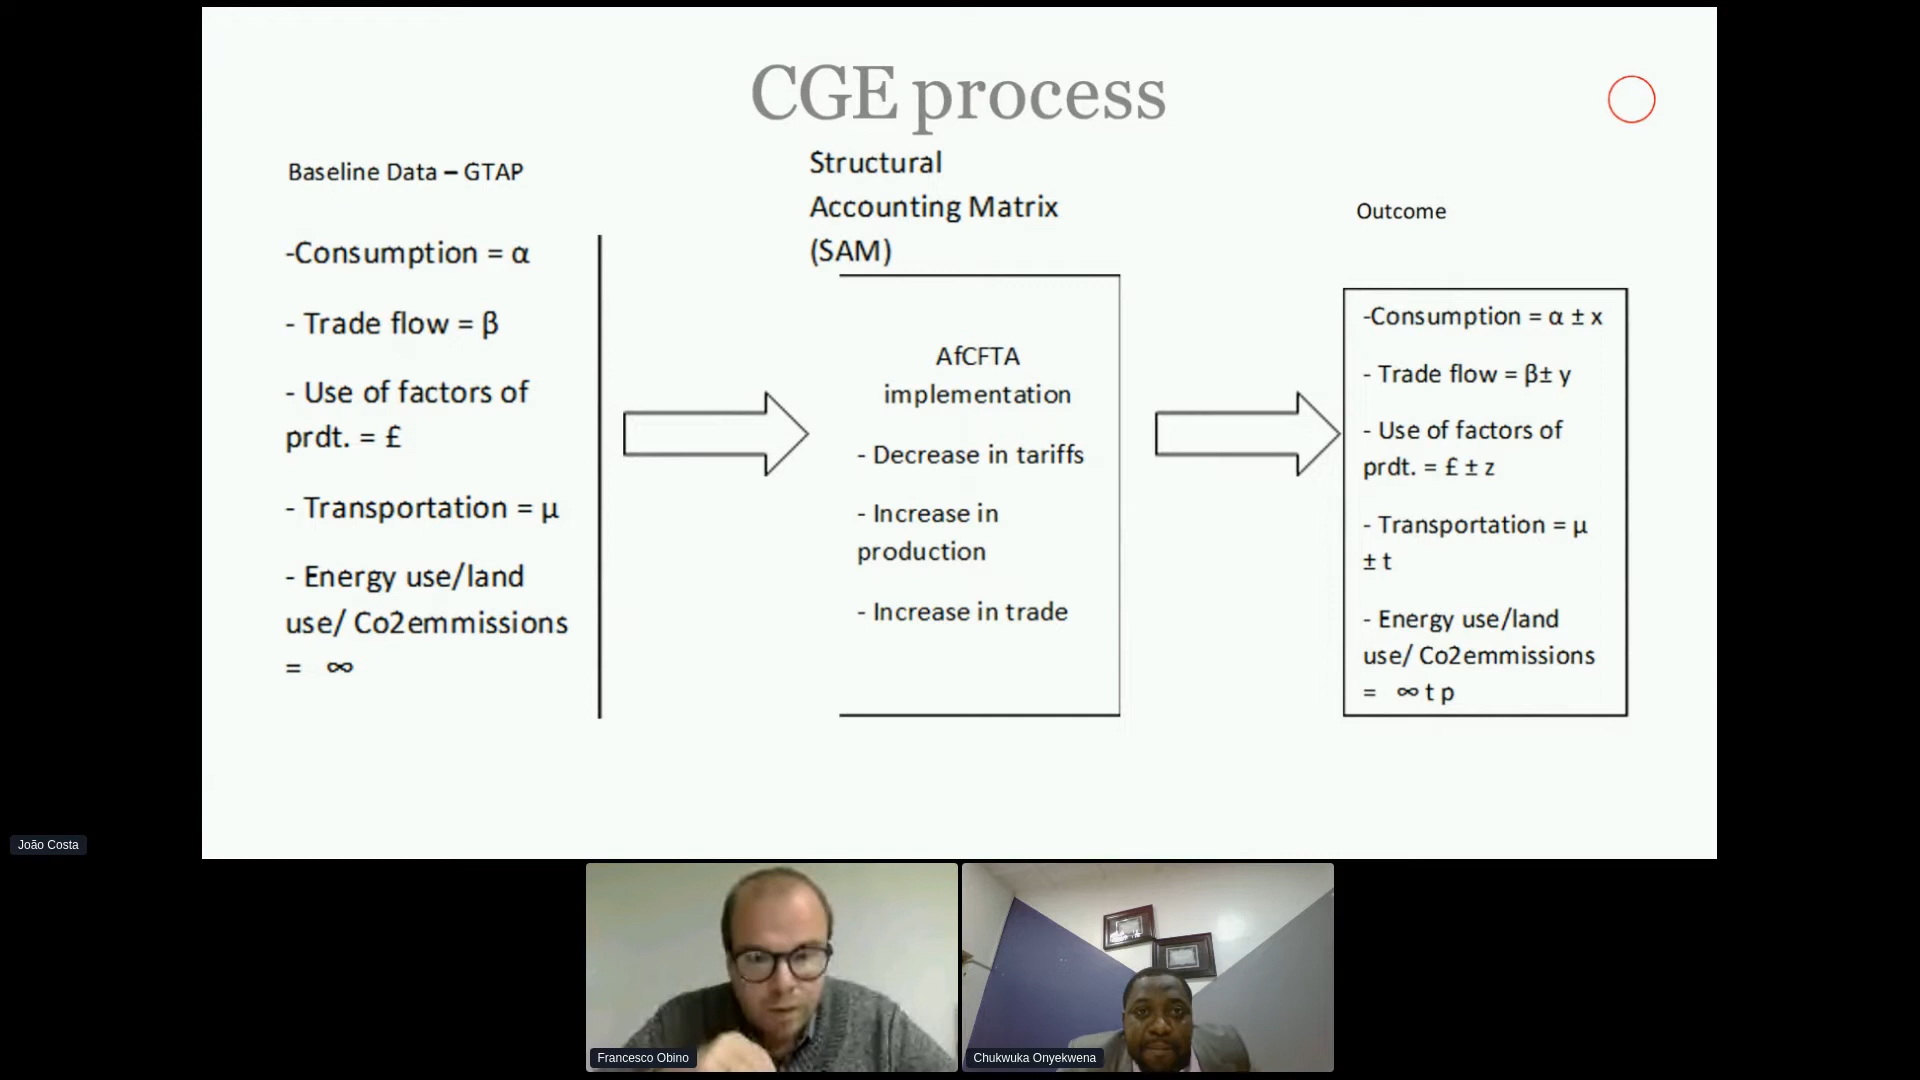 CGE process
Baseline Data – GTAP
-Consumption = α
- Trade flow = β
- Use of factors of
prdt. = £
- Transportation = μ
- Energy use/land
use/ Co2emmissions
= ∞
Structural
Accounting Matrix
(SAM)
AfCFTA
implementation
- Decrease in tariffs
- Increase in
production
- Increase in trade
Outcome
-Consumption = α ± x
- Trade flow = β± y
- Use of factors of
prdt. = £ ± z
- Transportation = μ
± t
- Energy use/land
use/ Co2emmissions
= ∞ t p
João Costa
Francesco Obino
Chukwuka Onyekwena